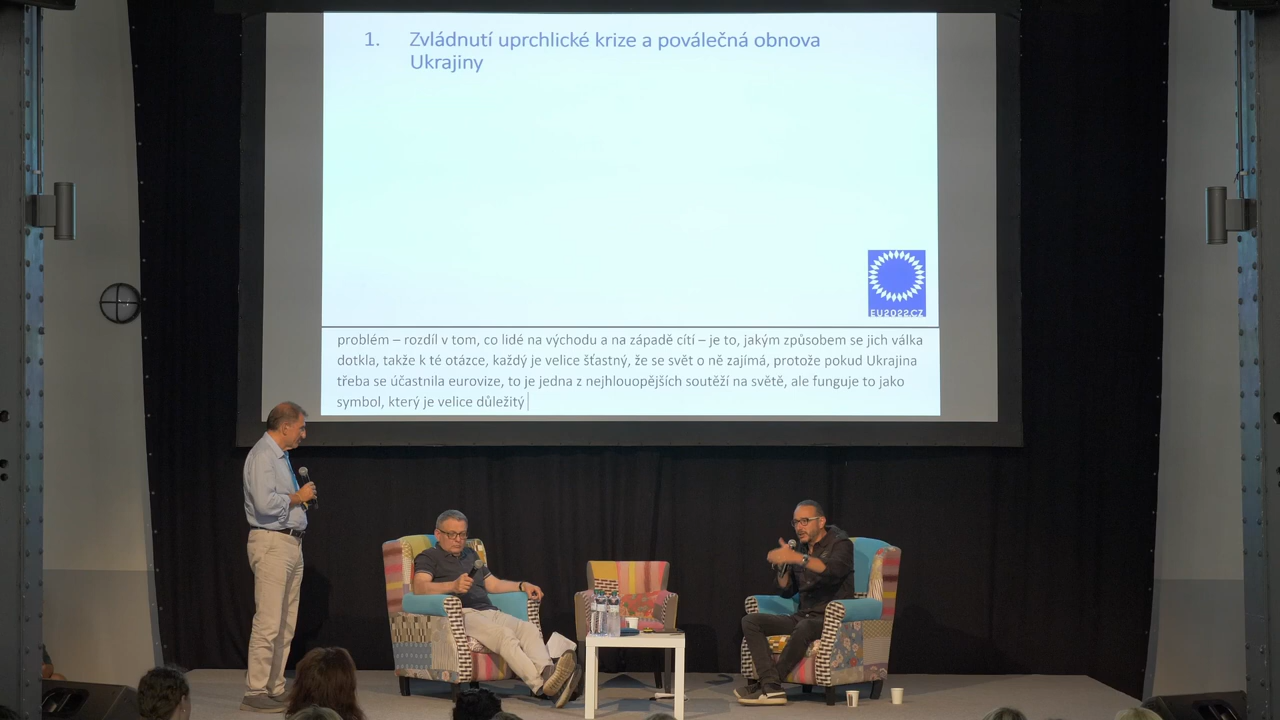 1. Zvládnutí uprchlické krize a poválečná obnova
Ukrajiny
EU2022.CZ
problém – rozdíl v tom, co lidé na východu a na západě cítí – je to, jakým způsobem se jich válka
dotkla, takže k té otázce, každý je velice šťastný, že se svět o ně zajímá, protože pokud Ukrajina
třeba se účastnila eurovize, to je jedna z nejhlouopějších soutěží na světě, ale funguje to jako
symbol, který je velice důležitý